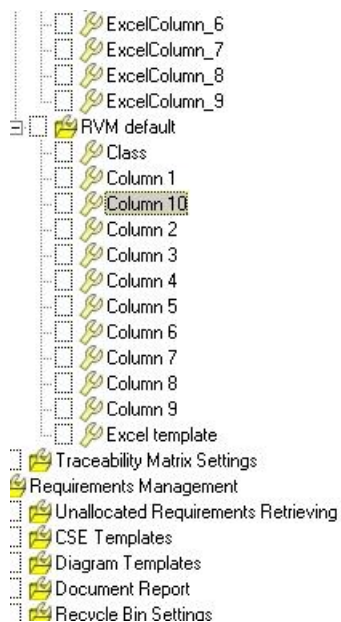 ExcelColumn_6
ExcelColumn_7
ExcelColumn_8
ExcelColumn_9
RVM default
Class
Column 1
Column 10
Column 2
Column 3
Column 4
Column 5
Column 6
Column 7
Column 8
Column 9
Excel template
Traceability Matrix Settings
Requirements Management
Unallocated Requirements Retrieving
CSE Templates
Diagram Templates
Document Report
Recycle Bin Settings